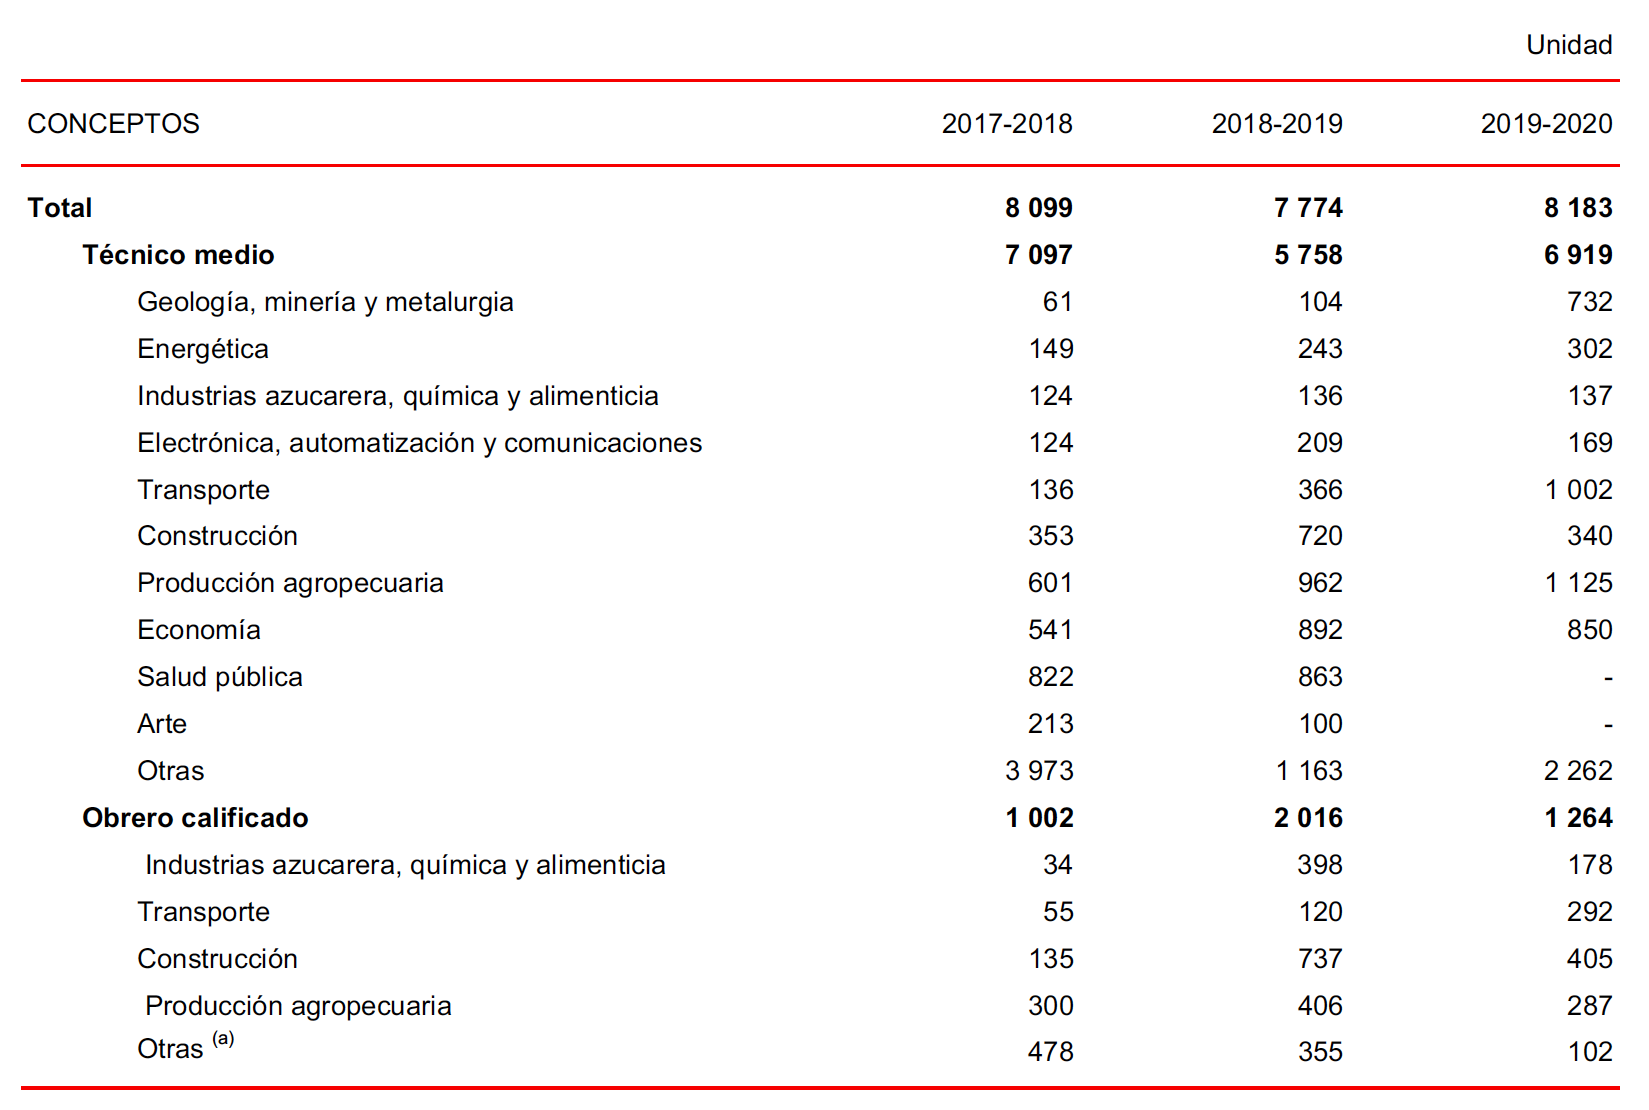 Unidad
CONCEPTOS 2017-2018 2018-2019 2019-2020
Total 8 099 7 774 8 183
Técnico medio 7 097 5 758 6 919
Geología, minería y metalurgia 61 104 732
Energética 149 243 302
Industrias azucarera, química y alimenticia 124 136 137
Electrónica, automatización y comunicaciones 124 209 169
Transporte 136 366 1 002
Construcción 353 720 340
Producción agropecuaria 601 962 1 125
Economía 541 892 850
Salud pública 822 863 -
Arte 213 100 -
Otras 3 973 1 163 2 262
Obrero calificado 1 002 2 016 1 264
Industrias azucarera, química y alimenticia 34 398 178
Transporte 55 120 292
Construcción 135 737 405
Producción agropecuaria 300 406 287
Otras (a) 478 355 102